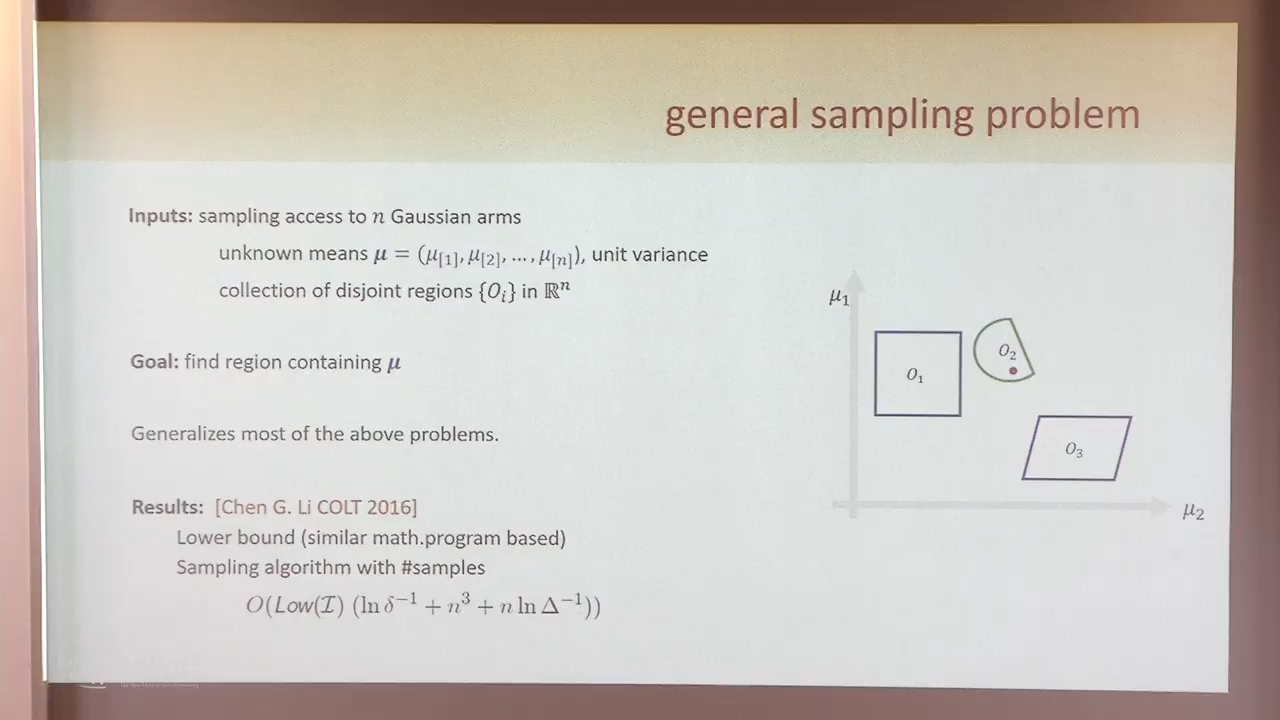 general sampling problem
Inputs: sampling access to n Gaussian arms
unknown means μ = (μ[1], μ[2], ..., μ[n]), unit variance
collection of disjoint regions {Oᵢ} in ℝⁿ
Goal: find region containing μ
Generalizes most of the above problems.
Results: [Chen G. Li COLT 2016]
Lower bound (similar math.program based)
Sampling algorithm with #samples
O(Low(ℐ) (ln δ⁻¹ + n³ + n ln Δ⁻¹))
μ₁
O₁
O₂
O₃
μ₂